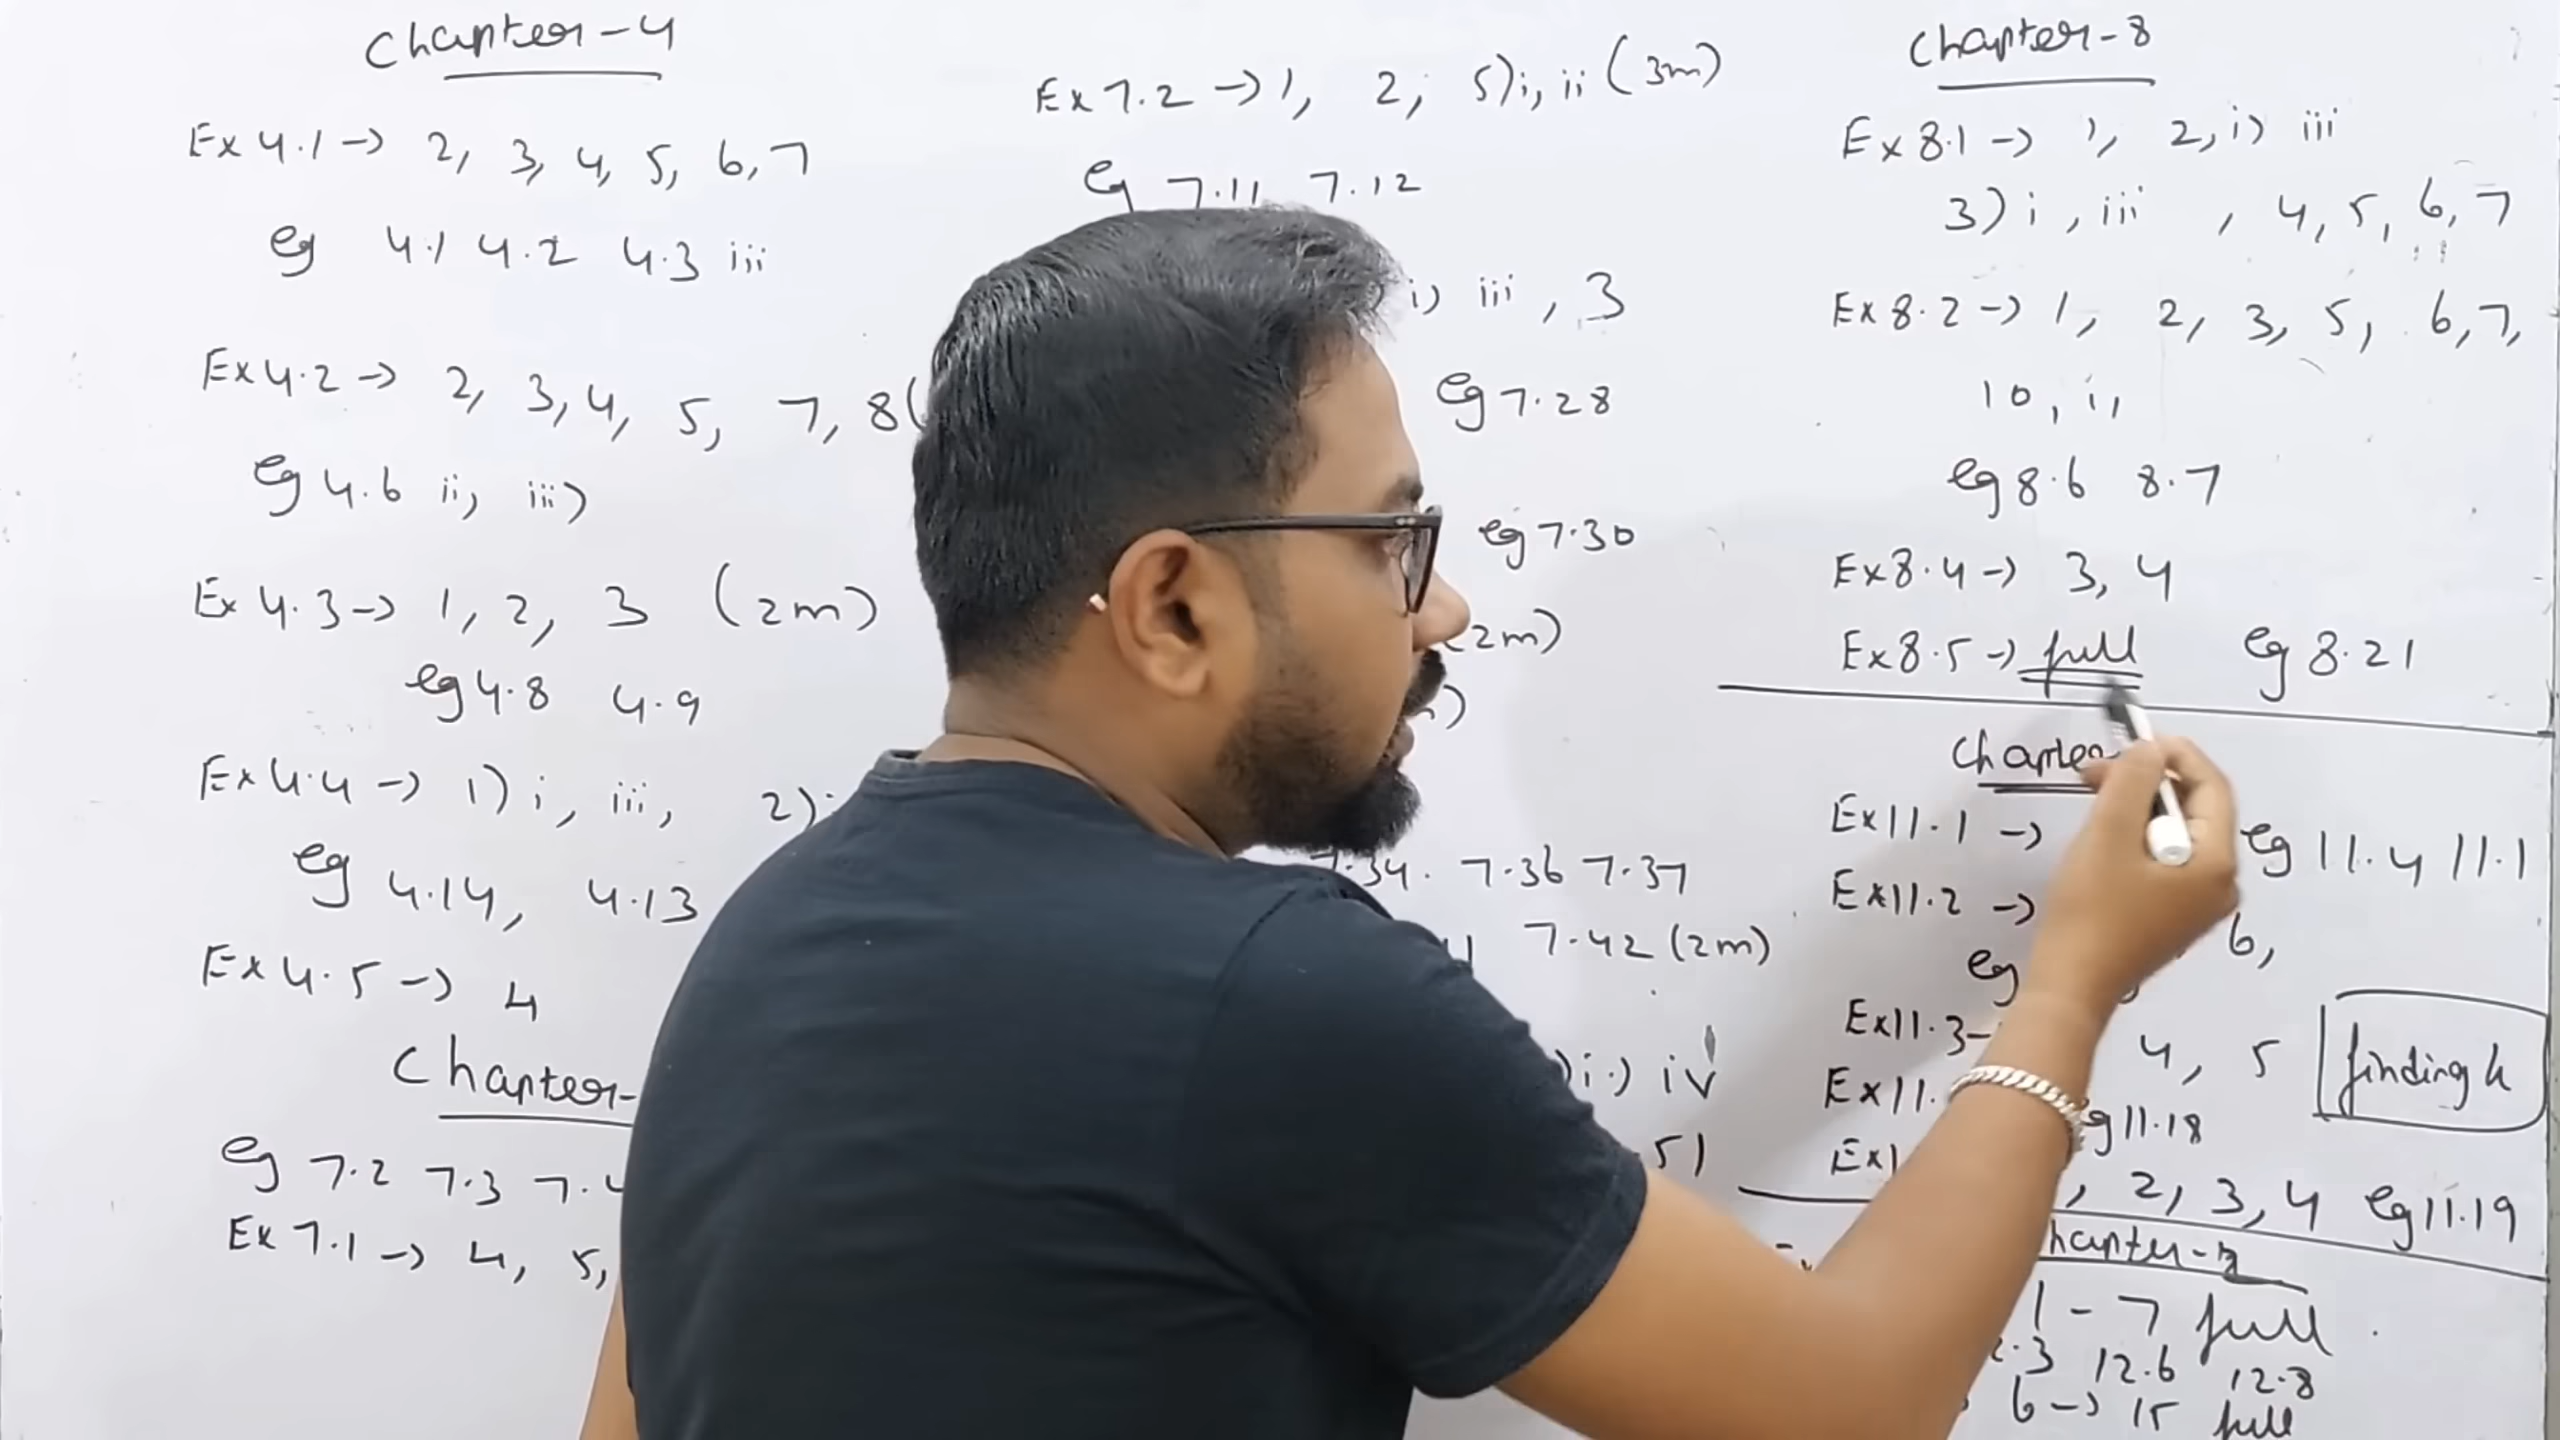 Chapter-4
Ex 4.1 -> 2, 3, 4, 5, 6, 7
eg 4.1 4.2 4.3 iii
Ex 4.2 -> 2, 3, 4, 5, 7, 8(
eg 4.6 ii, iii)
Ex 4.3 -> 1, 2, 3 (2m)
eg 4.8 4.9
Ex 4.4 -> 1) i, iii, 2)
eg 4.14, 4.13
Ex 4.5 -> 4
Chapter-
eg 7.2 7.3 7.4
Ex 7.1 -> 4, 5,
Ex 7.2 -> 1, 2, 5) i, ii (3m)
eg 7.11 7.12
i) iii, 3
eg 7.28
eg 7.30
(2m)
7.34. 7.36 7.37
7.42 (2m)
) i.) iv
51
Chapter-8
Ex 8.1 -> 1, 2, i) iii
3) i, iii, 4, 5, 6, 7
Ex 8.2 -> 1, 2, 3, 5, 6, 7,
10, i,
eg 8.6 8.7
Ex 8.4 -> 3, 4
Ex 8.5 -> full eg 8.21
Chapter
Ex 11.1 -> eg 11.4 11.1
Ex 11.2 -> 6,
eg
Ex 11.3- 4, 5 finding k
Ex 11. eg 11.18
Ex 1 , 2, 3, 4 eg 11.19
1 - 7 full
12.6 12.8
6 -> 15 full